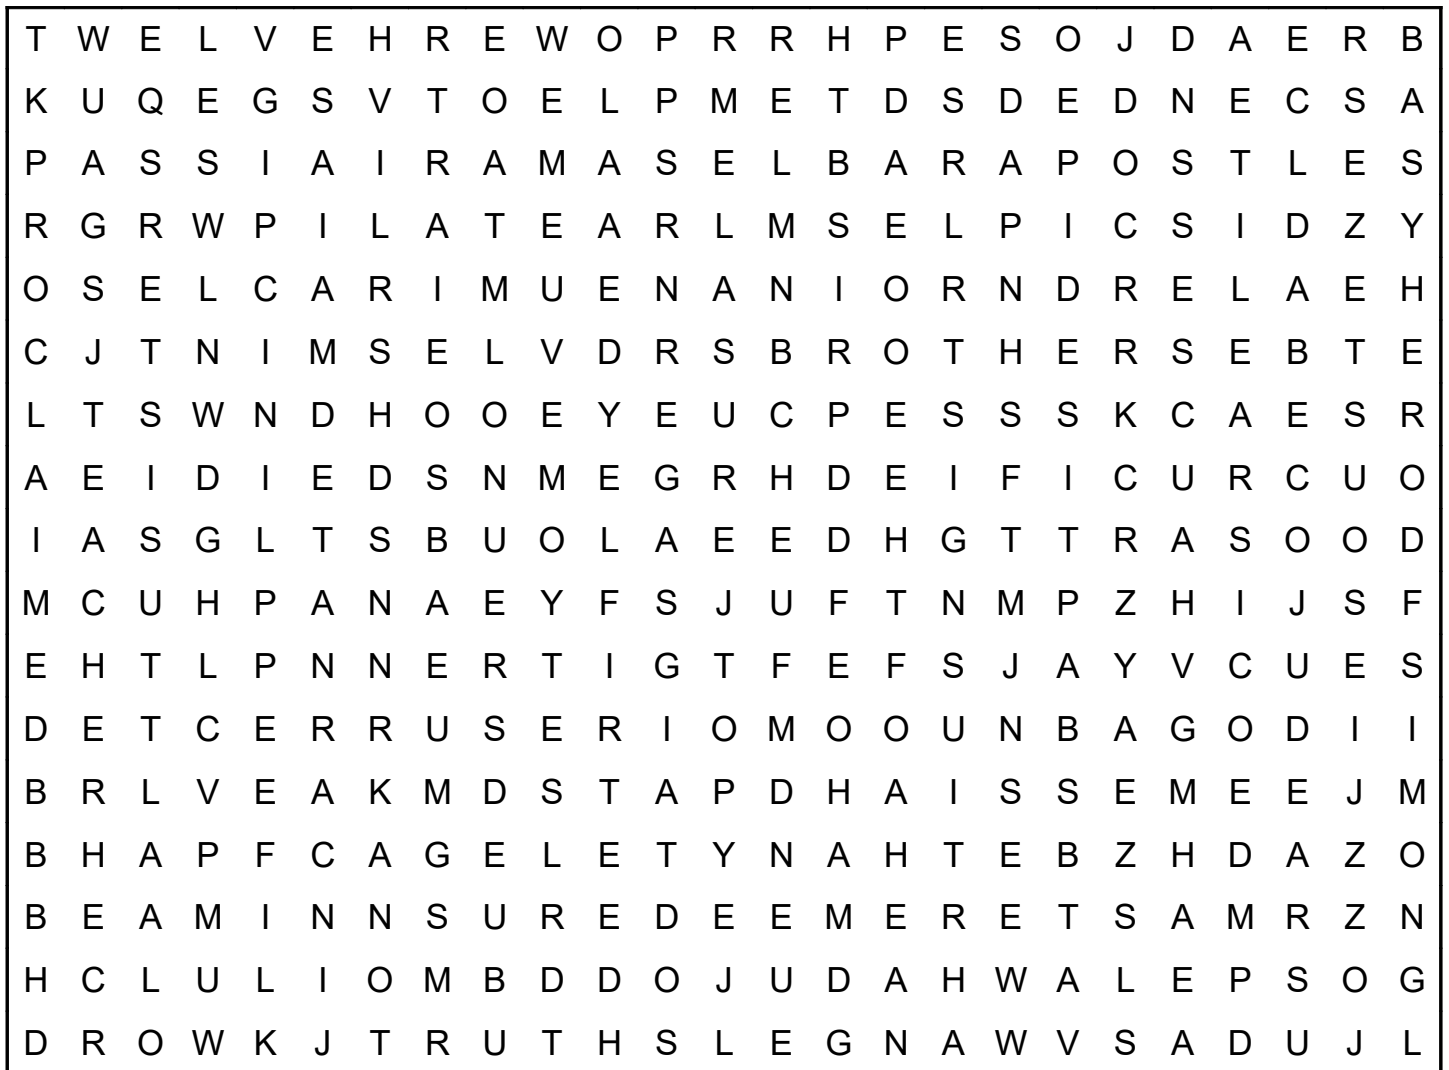 T W E L V E H R E W O P R R H P E S O J D A E R B
K U Q E G S V T O E L P M E T D S D E D N E C S A
P A S S I A I R A M A S E L B A R A P O S T L E S
R G R W P I L A T E A R L M S E L P I C S I D Z Y
O S E L C A R I M U E N A N I O R N D R E L A E H
C J T N I M S E L V D R S B R O T H E R S E B T E
L T S W N D H O O E Y E U C P E S S S K C A E S R
A E I D I E D S N M E G R H D E I F I C U R C U O
I A S G L T S B U O L A E E D H G T T R A S O O D
M C U H P A N A E Y F S J U F T N M P Z H I J S F
E H T L P N N E R T I G T F E F S J A Y V C U E S
D E T C E R R U S E R I O M O O U N B A G O D I I
B R L V E A K M D S T A P D H A I S S E M E E J M
B H A P F C A G E L E T Y N A H T E B Z H D A Z O
B E A M I N N S U R E D E E M E R E T S A M R Z N
H C L U L I O M B D D O J U D A H W A L E P S O G
D R O W K J T R U T H S L E G N A W V S A D U J L